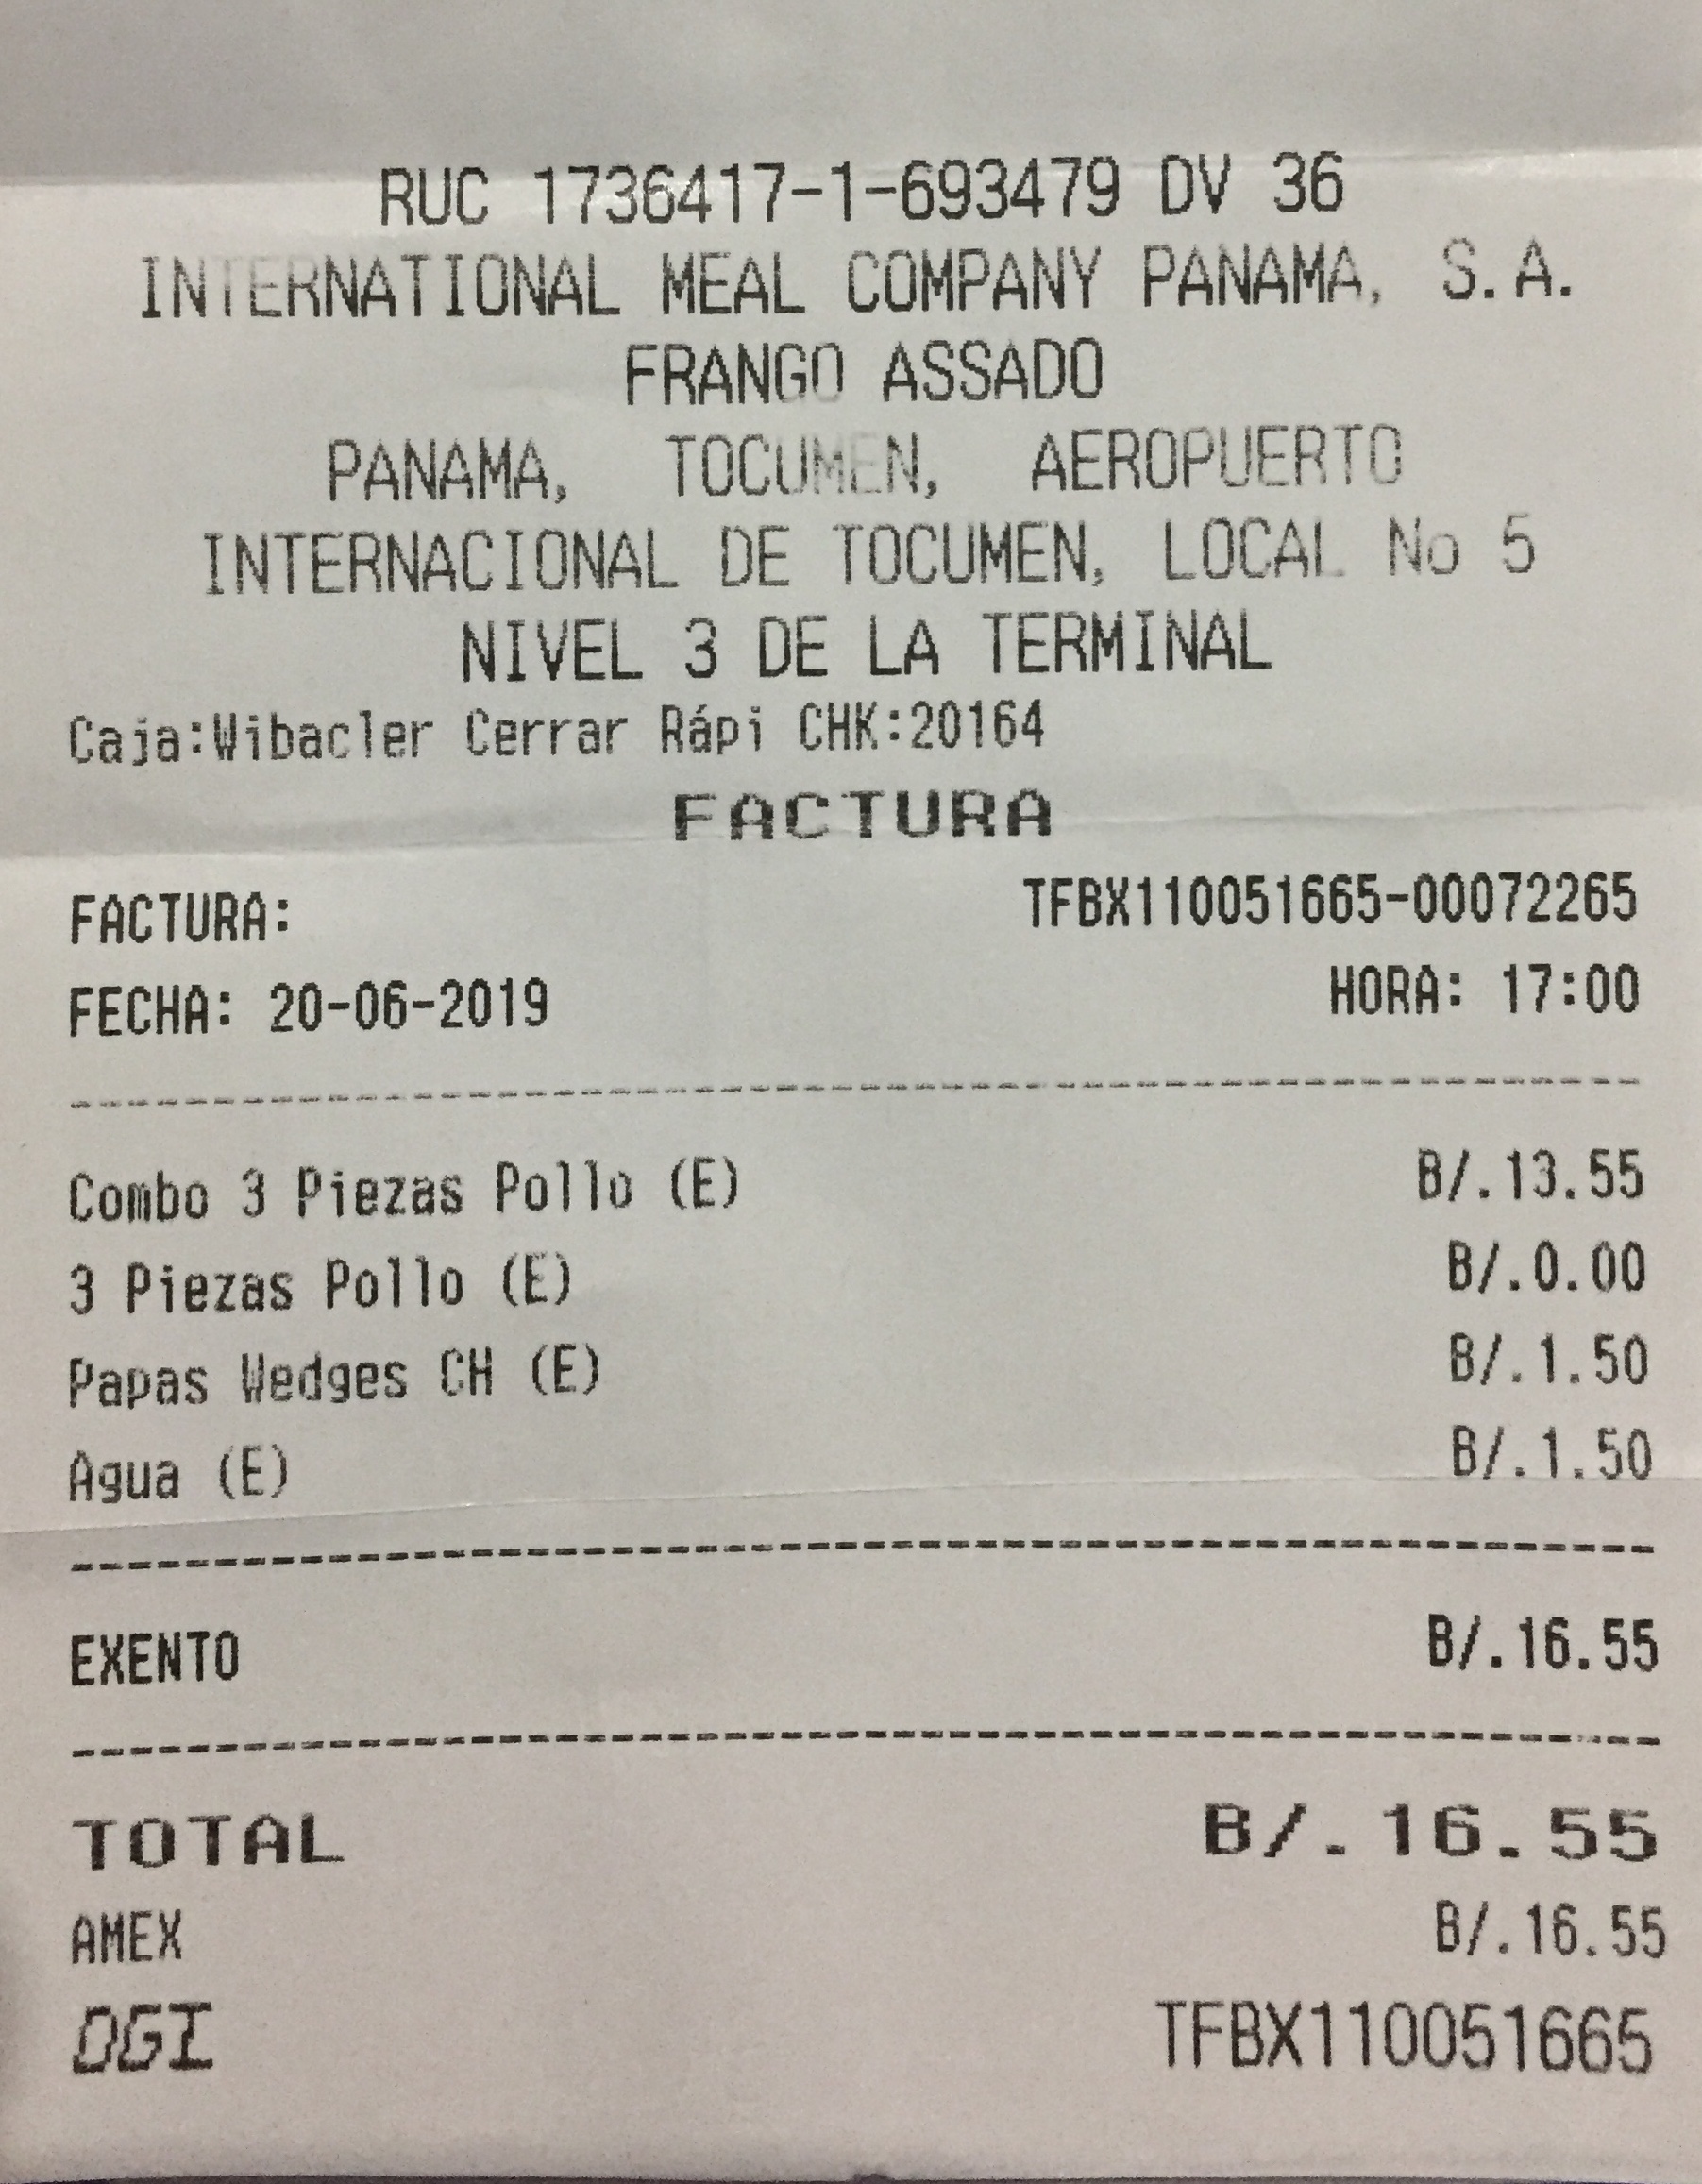 RUC 1736417-1-693479 DV 36
INTERNATIONAL MEAL COMPANY PANAMA, S.A.
FRANGO ASSADO
PANAMA, TOCUMEN, AEROPUERTO
INTERNACIONAL DE TOCUMEN, LOCAL No 5
NIVEL 3 DE LA TERMINAL
Caja:Wibacler Cerrar Rápi CHK:20164
FACTURA
FACTURA: TFBX110051665-00072265
FECHA: 20-06-2019 HORA: 17:00
Combo 3 Piezas Pollo (E) B/.13.55
3 Piezas Pollo (E) B/.0.00
Papas Wedges CH (E) B/.1.50
Agua (E) B/.1.50
EXENTO B/.16.55
TOTAL B/.16.55
AMEX B/.16.55
DGI TFBX110051665